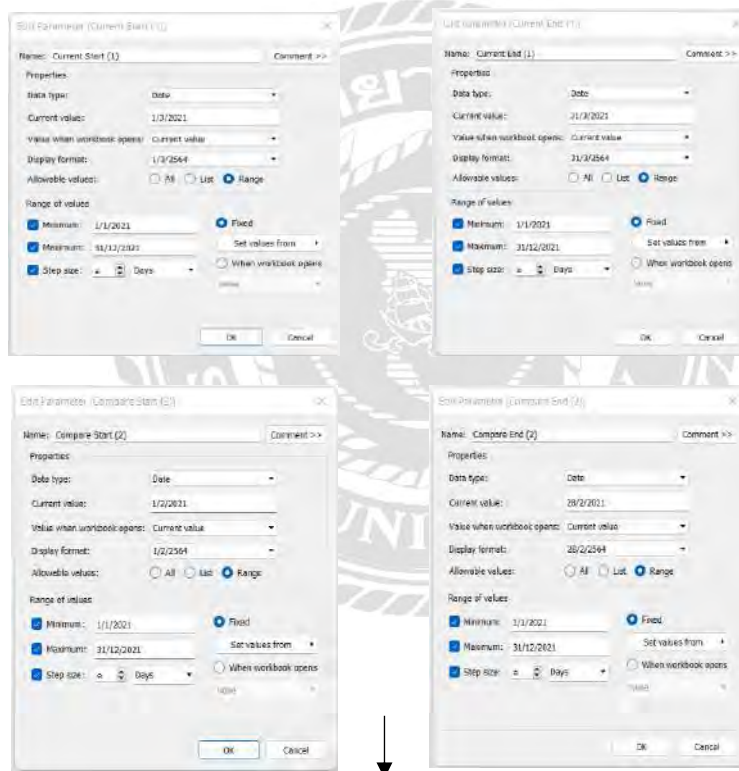 Edit Parameter (Current Start (1))
Name: Current Start (1)
Comment >>
Properties
Data type: Date
Current value: 1/3/2021
Value when workbook opens: Current value
Display format: 1/3/2564
Allowable values: All List Range
Range of values
Minimum: 1/1/2021
Fixed
Maximum: 31/12/2021
Set values from
Step size: Days
When workbook opens
None
OK Cancel
Edit Parameter (Current End (1))
Name: Current End (1)
Comment >>
Properties
Data type: Date
Current value: 31/3/2021
Value when workbook opens: Current value
Display format: 31/3/2564
Allowable values: All List Range
Range of values
Minimum: 1/1/2021
Fixed
Maximum: 31/12/2021
Set values from
Step size: Days
When workbook opens
None
OK Cancel
Edit Parameter (Compare Start (2))
Name: Compare Start (2)
Comment >>
Properties
Data type: Date
Current value: 1/2/2021
Value when workbook opens: Current value
Display format: 1/2/2564
Allowable values: All List Range
Range of values
Minimum: 1/1/2021
Fixed
Maximum: 31/12/2021
Set values from
Step size: Days
When workbook opens
None
OK Cancel
Edit Parameter (Compare End (2))
Name: Compare End (2)
Comment >>
Properties
Data type: Date
Current value: 28/2/2021
Value when workbook opens: Current value
Display format: 28/2/2564
Allowable values: All List Range
Range of values
Minimum: 1/1/2021
Fixed
Maximum: 31/12/2021
Set values from
Step size: Days
When workbook opens
None
OK Cancel